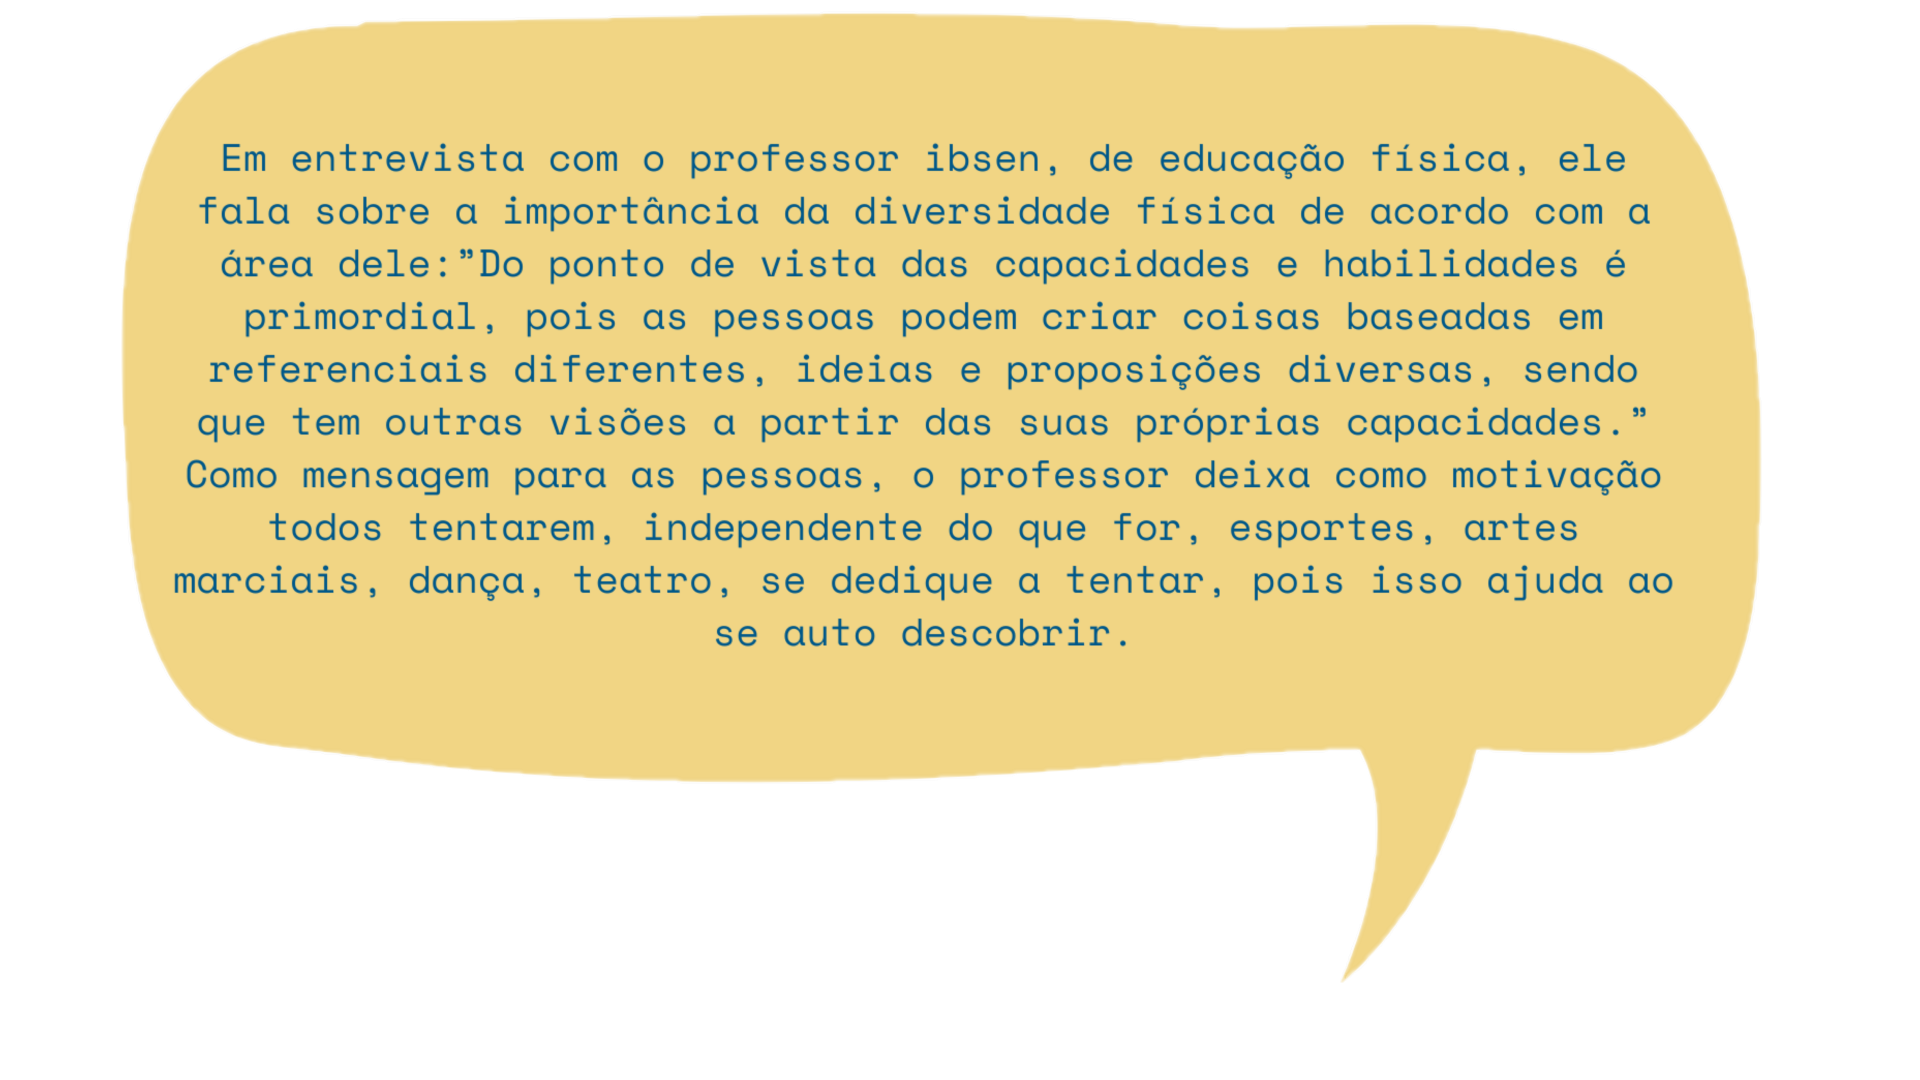 Em entrevista com o professor ibsen, de educação física, ele
fala sobre a importância da diversidade física de acordo com a
área dele:”Do ponto de vista das capacidades e habilidades é
primordial, pois as pessoas podem criar coisas baseadas em
referenciais diferentes, ideias e proposições diversas, sendo
que tem outras visões a partir das suas próprias capacidades.”
Como mensagem para as pessoas, o professor deixa como motivação
todos tentarem, independente do que for, esportes, artes
marciais, dança, teatro, se dedique a tentar, pois isso ajuda ao
se auto descobrir.